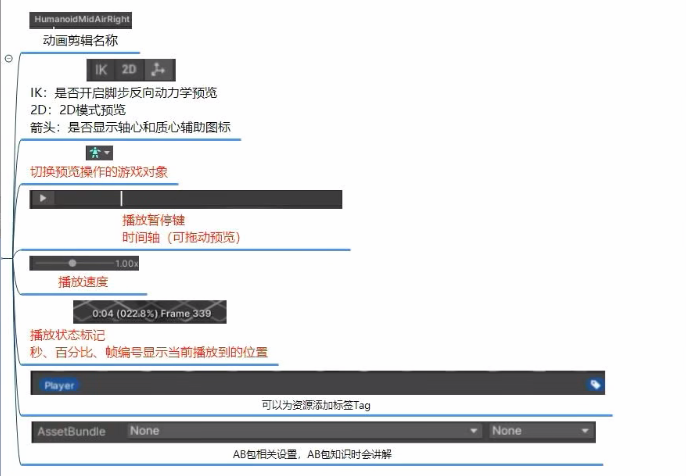 HumanoidMidAirRight
动画剪辑名称
IK 2D
IK：是否开启脚步反向动力学预览
2D：2D模式预览
箭头：是否显示轴心和质心辅助图标
切换预览操作的游戏对象
播放暂停键
时间轴（可拖动预览）
1.00x
播放速度
0:04 (022.8%) Frame 339
播放状态标记
秒、百分比、帧编号显示当前播放到的位置
Player
可以为资源添加标签Tag
AssetBundle None None
AB包相关设置，AB包知识时会讲解